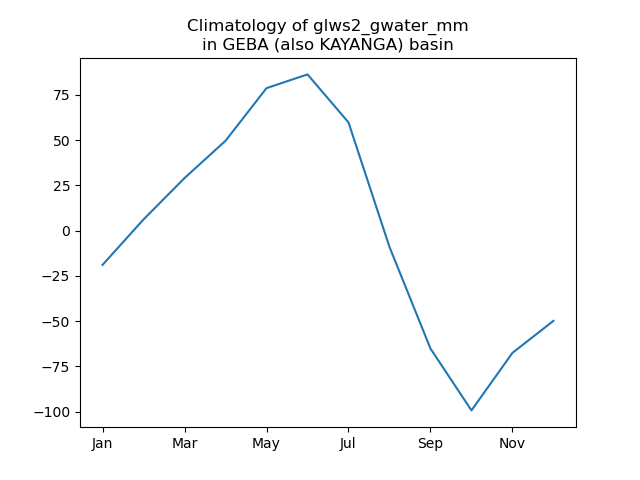 Climatology of glws2_gwater_mm
in GEBA (also KAYANGA) basin
75
50
25
0
−25
−50
−75
−100
Jan Mar May Jul Sep Nov